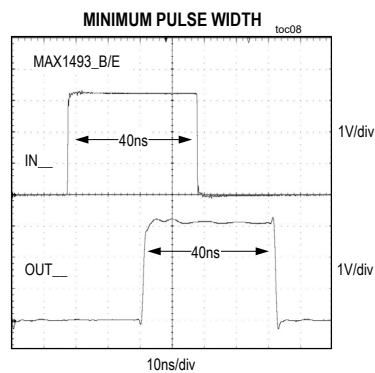 MINIMUM PULSE WIDTH
toc08
MAX1493_B/E
1V/div
40ns
IN__
40ns
OUT__
1V/div
10ns/div